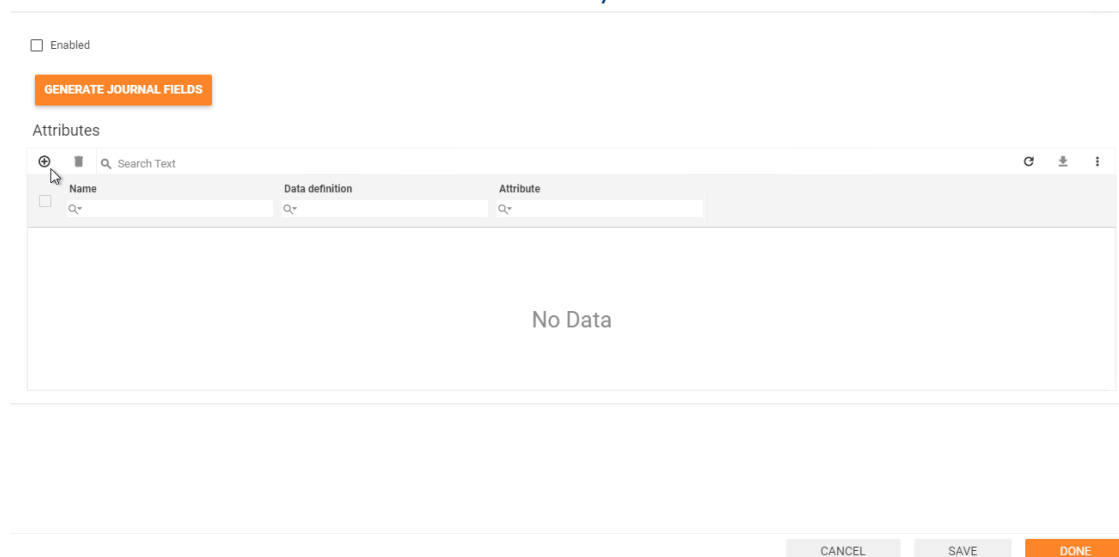 Enabled
GENERATE JOURNAL FIELDS
Attributes
Search Text
Name Data definition Attribute
No Data
CANCEL SAVE DONE